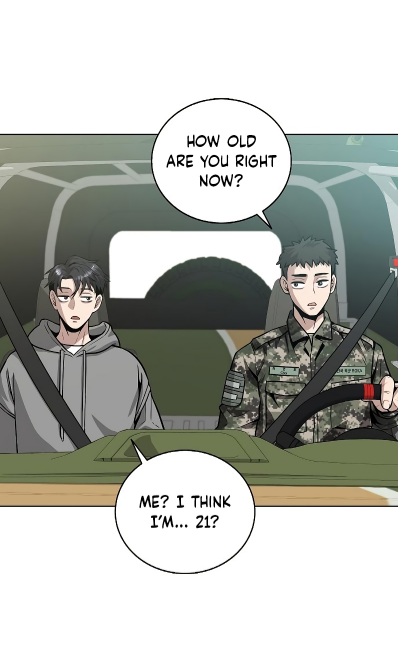 HOW OLD
ARE YOU RIGHT
NOW?
ME? I THINK
I'M... 21?